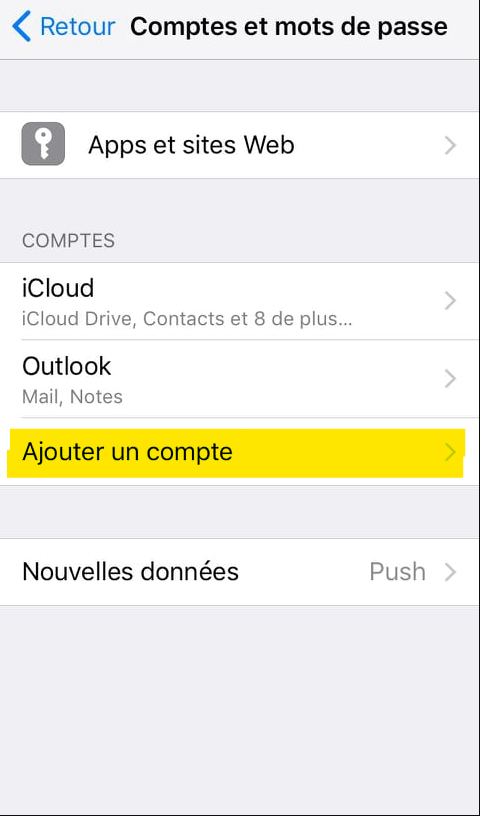 Retour Comptes et mots de passe
Apps et sites Web
COMPTES
iCloud
iCloud Drive, Contacts et 8 de plus...
Outlook
Mail, Notes
Ajouter un compte
Nouvelles données Push